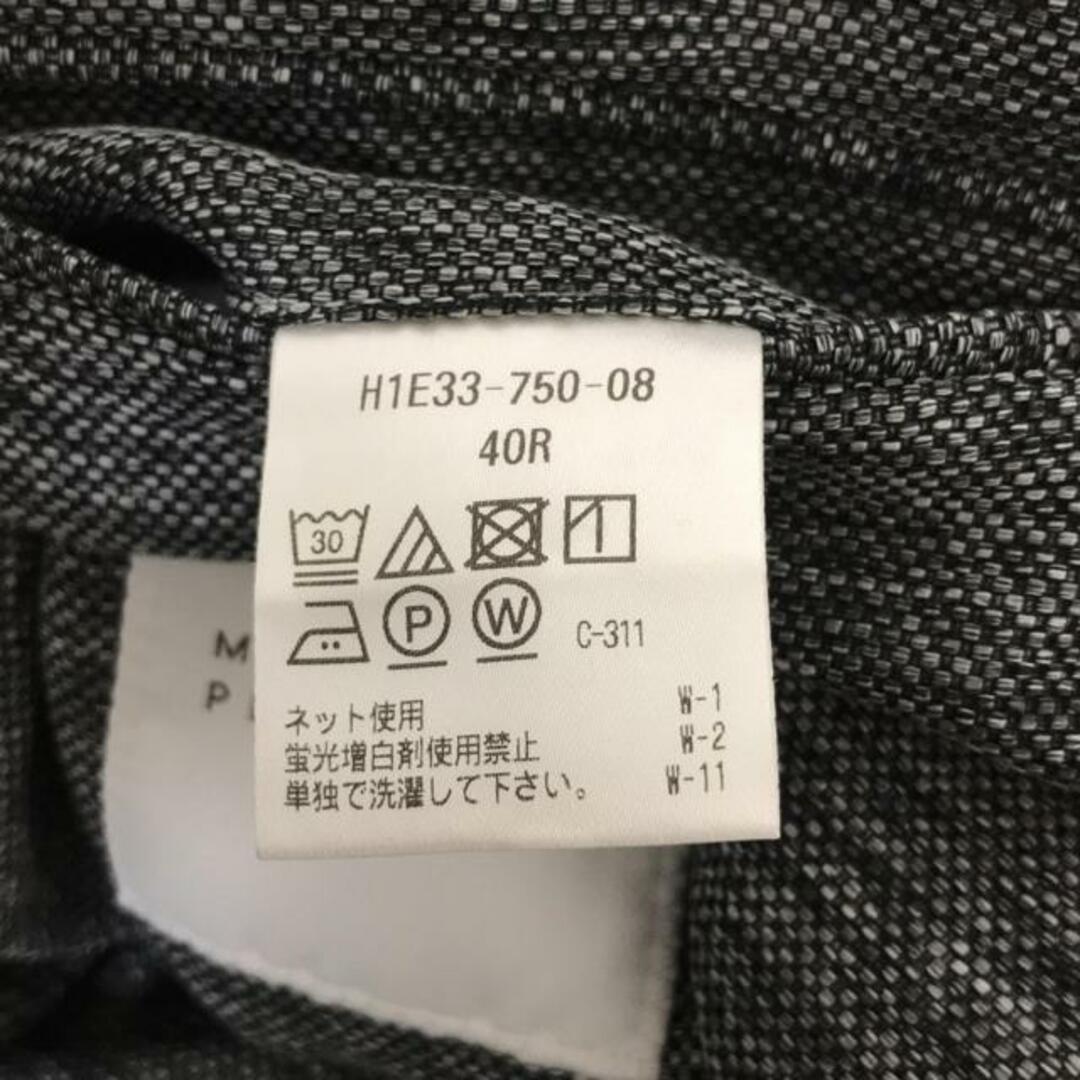 H1E33-750-08
40R
30
P W C-311
ネット使用 W-1
蛍光増白剤使用禁止 W-2
単独で洗濯して下さい。 W-11
M
P